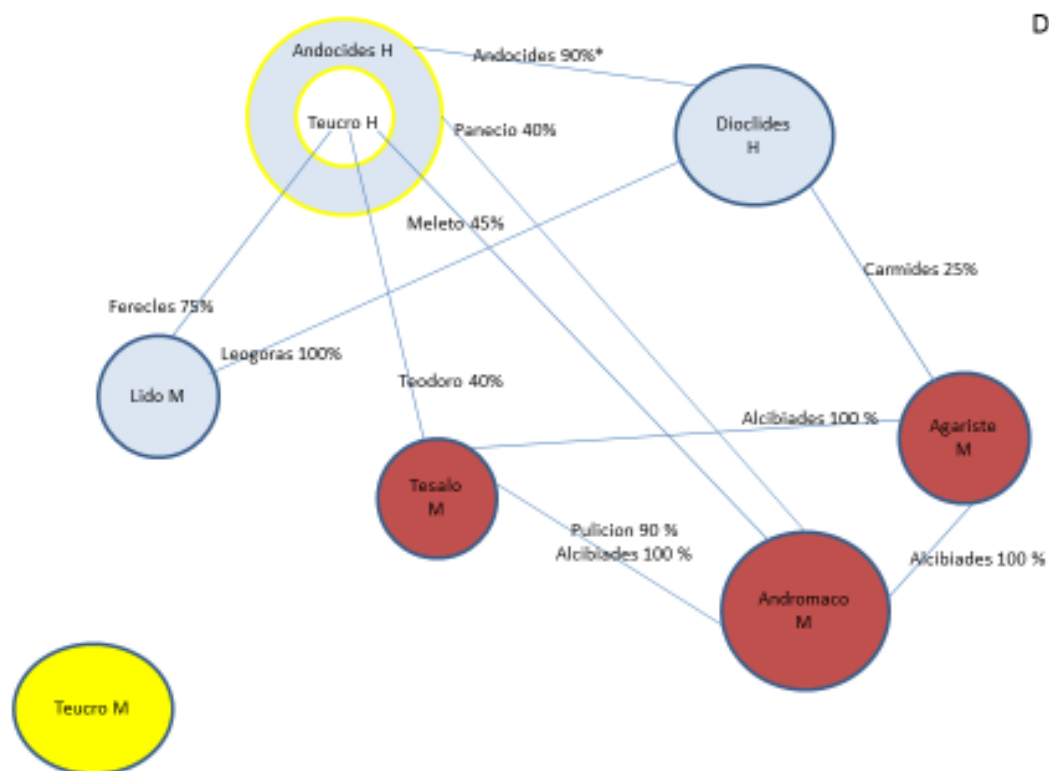 D
Andocides H
Andocides 90%*
Teucro H
Panecio 40%
Dioclides
H
Meleto 45%
Carmides 25%
Ferecles 75%
Leogoras 100%
Lido M
Teodoro 40%
Alcibiades 100 %
Agariste
M
Tesalo
M
Pulicion 90 %
Alcibiades 100 %
Alcibiades 100 %
Andromaco
M
Teucro M